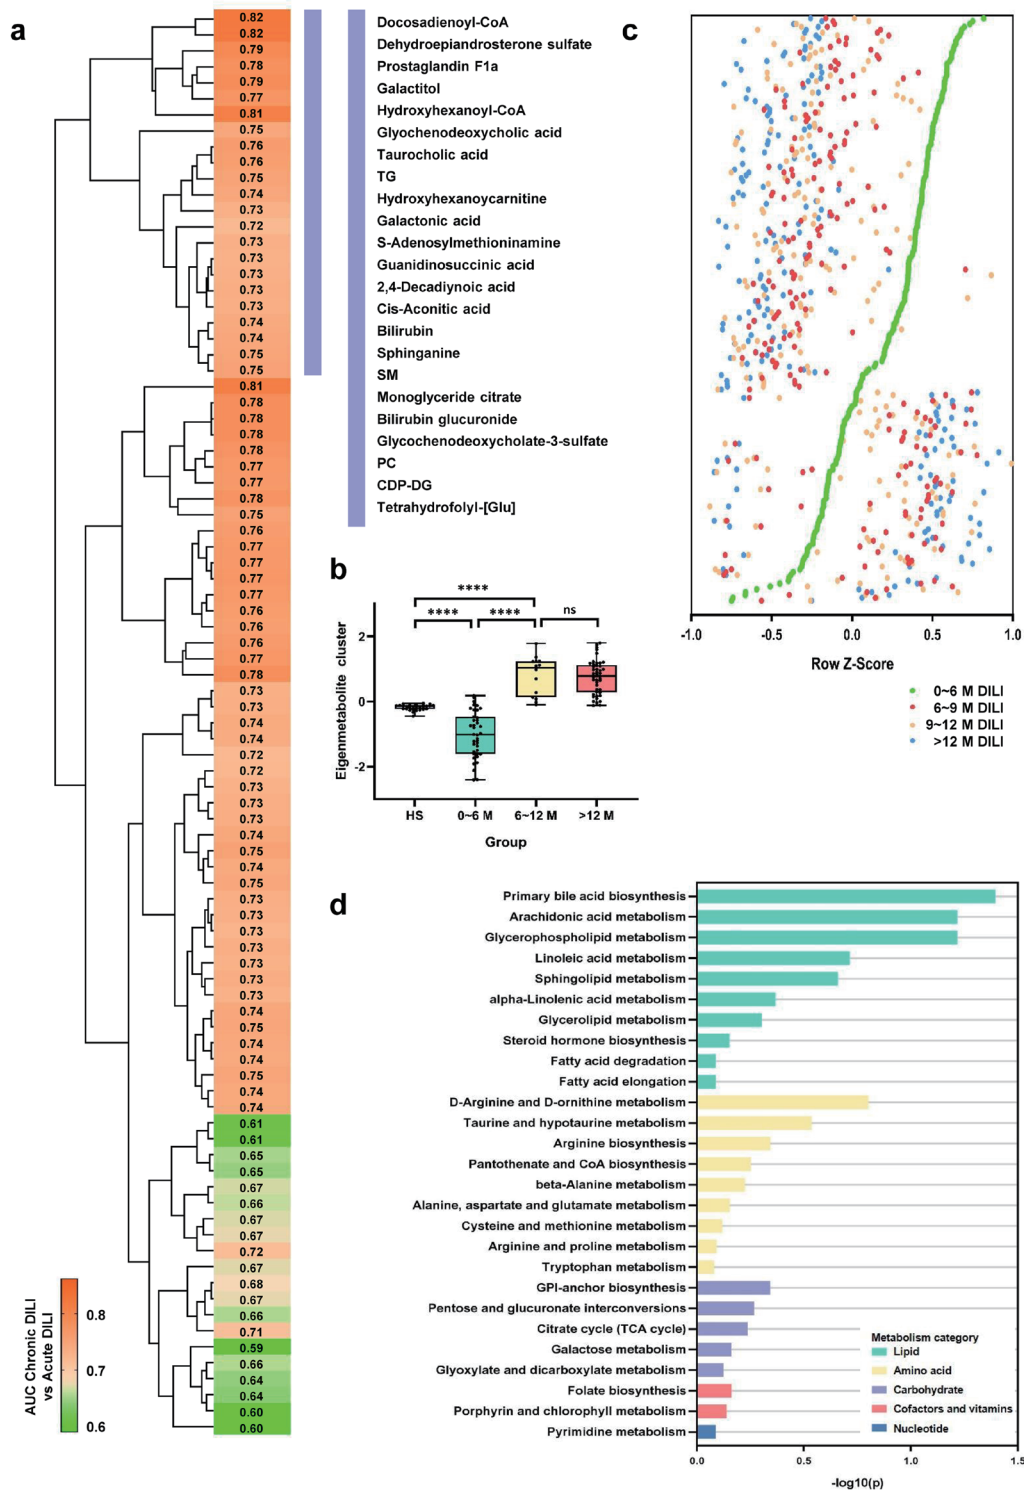 a
0.82
0.82
0.79
0.78
0.79
0.77
0.81
0.75
0.76
0.76
0.75
0.74
0.73
0.72
0.73
0.73
0.73
0.73
0.73
0.74
0.74
0.75
0.75
0.81
0.78
0.78
0.78
0.78
0.77
0.77
0.78
0.75
0.76
0.77
0.77
0.77
0.77
0.76
0.76
0.76
0.77
0.78
0.73
0.73
0.74
0.74
0.72
0.72
0.73
0.73
0.73
0.74
0.75
0.74
0.75
0.73
0.73
0.73
0.73
0.73
0.73
0.73
0.74
0.75
0.74
0.74
0.75
0.74
0.74
0.61
0.61
0.65
0.65
0.67
0.66
0.67
0.67
0.72
0.67
0.68
0.67
0.66
0.71
0.59
0.66
0.64
0.64
0.60
0.60
AUC Chronic DILI
vs Acute DILI
0.8
0.7
0.6
Docosadienoyl-CoA
Dehydroepiandrosterone sulfate
Prostaglandin F1a
Galactitol
Hydroxyhexanoyl-CoA
Glyochenodeoxycholic acid
Taurocholic acid
TG
Hydroxyhexanoycarnitine
Galactonic acid
S-Adenosylmethioninamine
Guanidinosuccinic acid
2,4-Decadiynoic acid
Cis-Aconitic acid
Bilirubin
Sphinganine
SM
Monoglyceride citrate
Bilirubin glucuronide
Glycochenodeoxycholate-3-sulfate
PC
CDP-DG
Tetrahydrofolyl-[Glu]
b
****
**** **** ns
Eigenmetabolite cluster
2
0
-2
HS 0~6 M 6~12 M >12 M
Group
c
-1.0 -0.5 0.0 0.5 1.0
Row Z-Score
0~6 M DILI
6~9 M DILI
9~12 M DILI
>12 M DILI
d
Primary bile acid biosynthesis
Arachidonic acid metabolism
Glycerophospholipid metabolism
Linoleic acid metabolism
Sphingolipid metabolism
alpha-Linolenic acid metabolism
Glycerolipid metabolism
Steroid hormone biosynthesis
Fatty acid degradation
Fatty acid elongation
D-Arginine and D-ornithine metabolism
Taurine and hypotaurine metabolism
Arginine biosynthesis
Pantothenate and CoA biosynthesis
beta-Alanine metabolism
Alanine, aspartate and glutamate metabolism
Cysteine and methionine metabolism
Arginine and proline metabolism
Tryptophan metabolism
GPI-anchor biosynthesis
Pentose and glucuronate interconversions
Citrate cycle (TCA cycle)
Galactose metabolism
Glyoxylate and dicarboxylate metabolism
Folate biosynthesis
Porphyrin and chlorophyll metabolism
Pyrimidine metabolism
Metabolism category
Lipid
Amino acid
Carbohydrate
Cofactors and vitamins
Nucleotide
0.0 0.5 1.0 1.5
-log10(p)